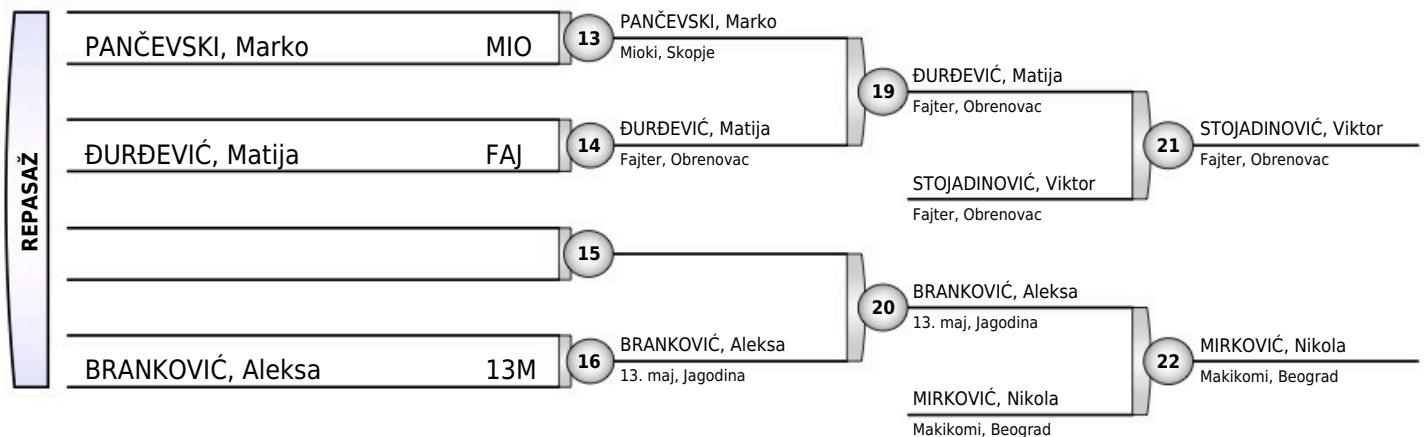 REPASAŽ
PANČEVSKI, Marko MIO
13
PANČEVSKI, Marko
Mioki, Skopje
ĐURĐEVIĆ, Matija FAJ
14
ĐURĐEVIĆ, Matija
Fajter, Obrenovac
19
ĐURĐEVIĆ, Matija
Fajter, Obrenovac
STOJADINOVIĆ, Viktor
Fajter, Obrenovac
21
STOJADINOVIĆ, Viktor
Fajter, Obrenovac
15
BRANKOVIĆ, Aleksa 13M
16
BRANKOVIĆ, Aleksa
13. maj, Jagodina
20
BRANKOVIĆ, Aleksa
13. maj, Jagodina
MIRKOVIĆ, Nikola
Makikomi, Beograd
22
MIRKOVIĆ, Nikola
Makikomi, Beograd